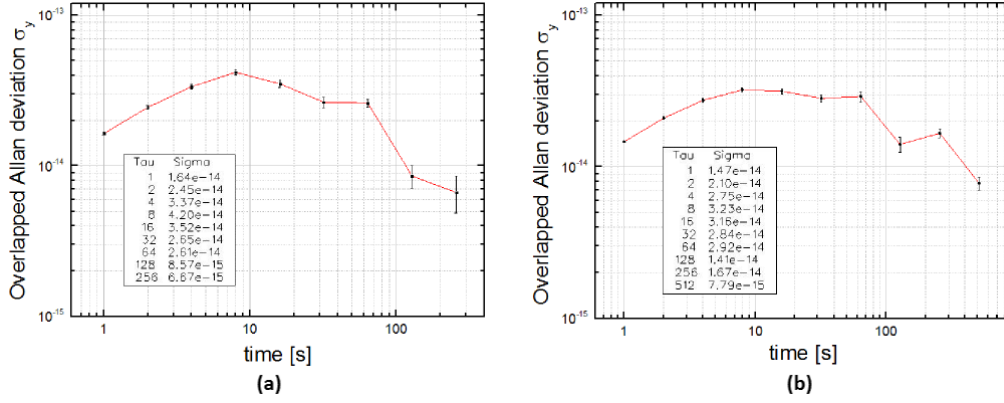 Overlapped Allan deviation σy
10-13
10-14
10-15
1
10
100
time [s]
Tau Sigma
1 1.64e-14
2 2.45e-14
4 3.37e-14
8 4.20e-14
16 3.52e-14
32 2.65e-14
64 2.61e-14
128 8.57e-15
256 6.67e-15
(a)
Overlapped Allan deviation σy
10-13
10-14
10-15
1
10
100
time [s]
Tau Sigma
1 1.47e-14
2 2.10e-14
4 2.75e-14
8 3.23e-14
16 3.16e-14
32 2.84e-14
64 2.92e-14
128 1.41e-14
256 1.67e-14
512 7.79e-15
(b)